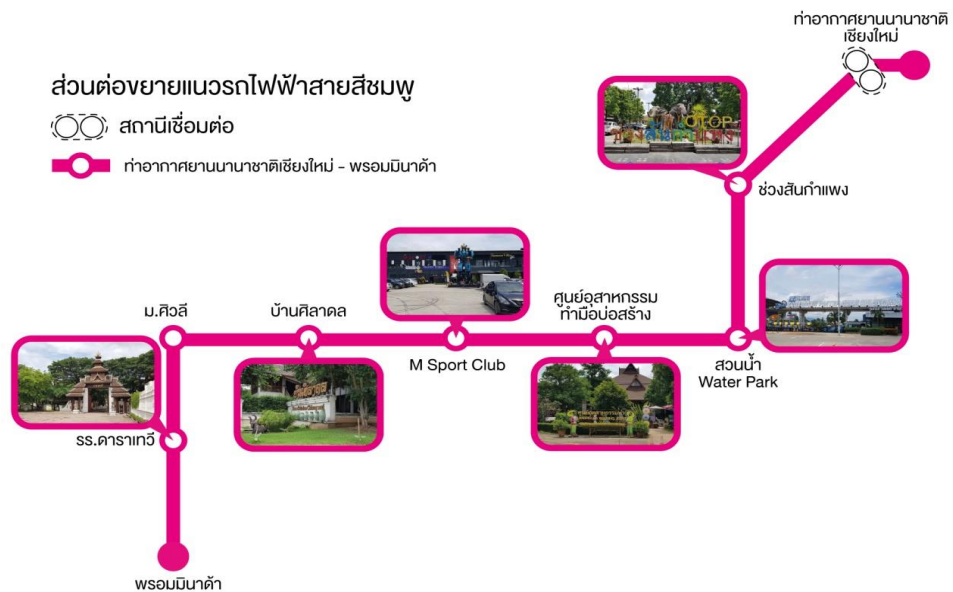 ท่าอากาศยานนานาชาติ
เชียงใหม่
ส่วนต่อขยายแนวรถไฟฟ้าสายสีชมพู
สถานีเชื่อมต่อ
ท่าอากาศยานนานาชาติเชียงใหม่ - พรอมมินาด้า
OTOP
ช่วงสันกำแพง
ม.ศิวลี
บ้านศิลาดล
ศูนย์อุสาหกรรม
ทำมือบ่อสร้าง
M Sport Club
สวนน้ำ
Water Park
รร.ดาราเทวี
พรอมมินาด้า